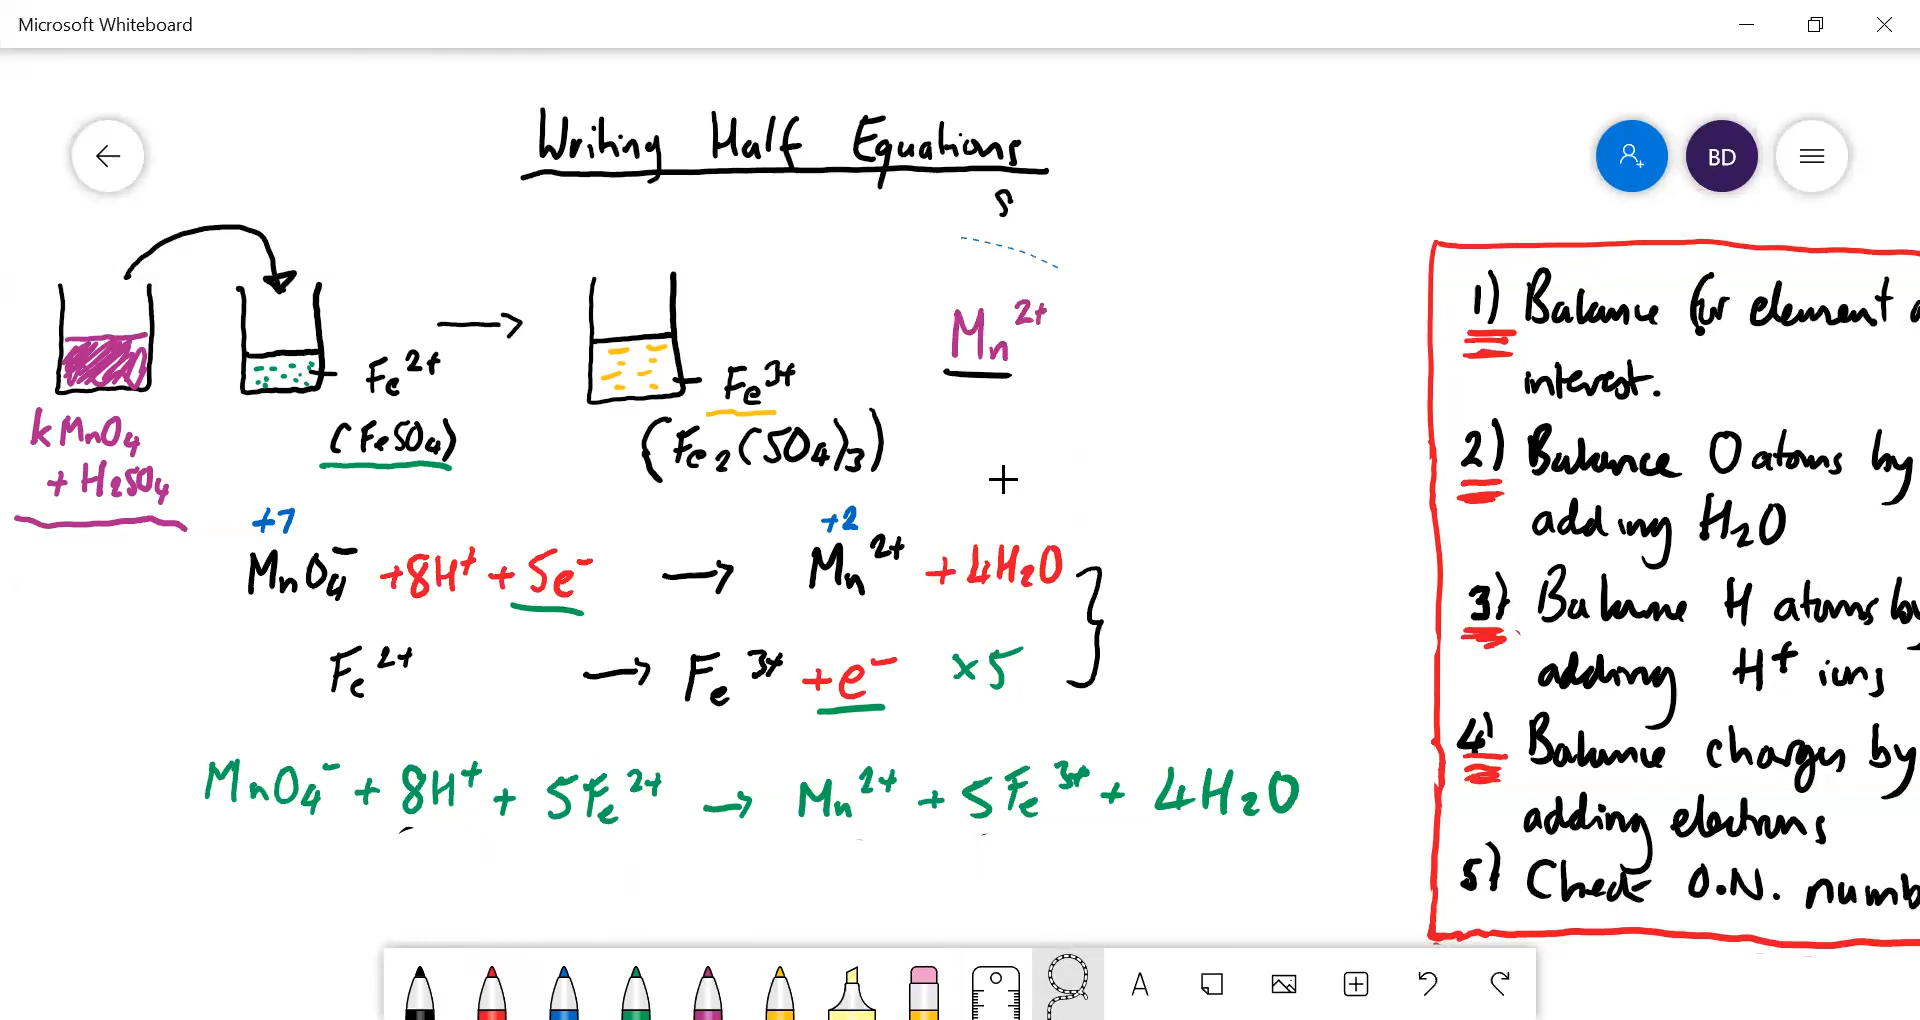 Microsoft Whiteboard
Writing Half Equations
s
BD
Fe²⁺
(FeSO₄)
Fe³⁺
(Fe₂(SO₄)₃)
Mn²⁺
kMnO₄
+ H₂SO₄
+7
+2
MnO₄⁻ +8H⁺ + 5e⁻ → Mn²⁺ + 4H₂O
Fe²⁺ → Fe³⁺ + e⁻ ×5
MnO₄⁻ + 8H⁺ + 5Fe²⁺ → Mn²⁺ + 5Fe³⁺ + 4H₂O
1) Balance for element
interest.
2) Balance O atoms by
adding H₂O
3) Balance H atoms
adding H⁺ ions
4) Balance charges by
adding electrons
5) Check O.N. numb
A